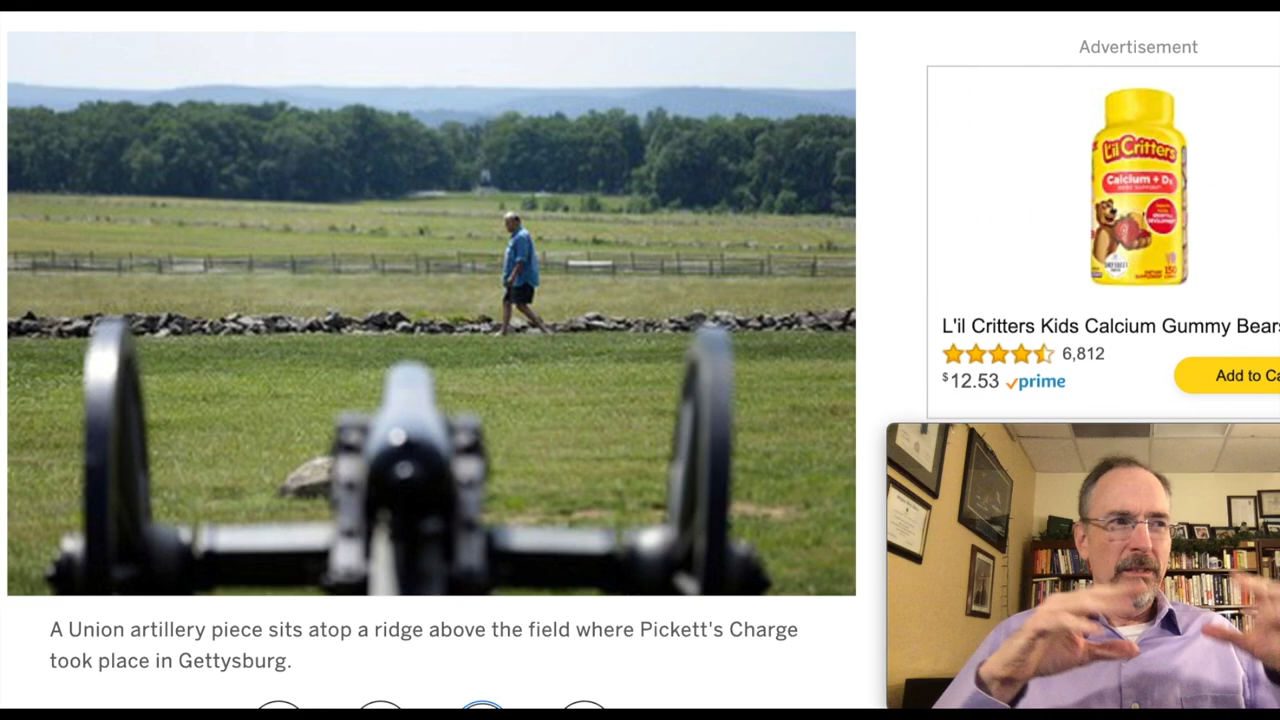 Advertisement
L'il Critters
Calcium + D₃
L'il Critters Kids Calcium Gummy Bears
6,812
$12.53 prime
Add to Ca
A Union artillery piece sits atop a ridge above the field where Pickett's Charge
took place in Gettysburg.